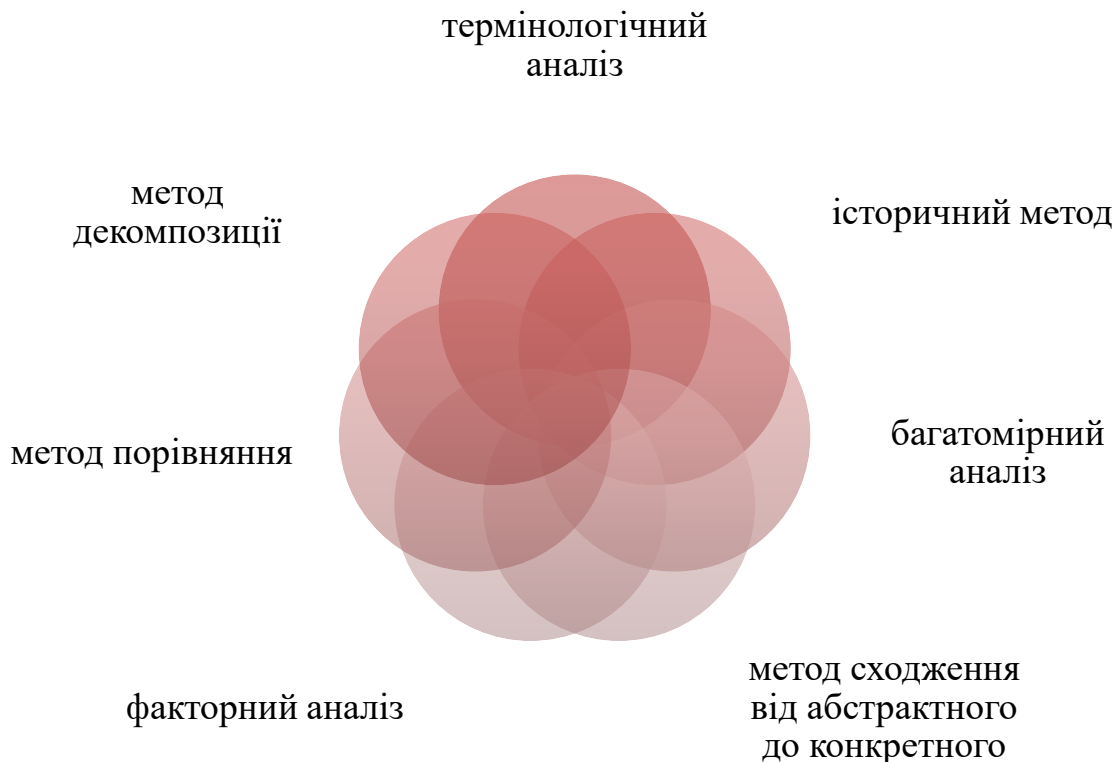 термінологічний
аналіз
метод
декомпозиції
історичний метод
метод порівняння
багатомірний
аналіз
факторний аналіз
метод сходження
від абстрактного
до конкретного